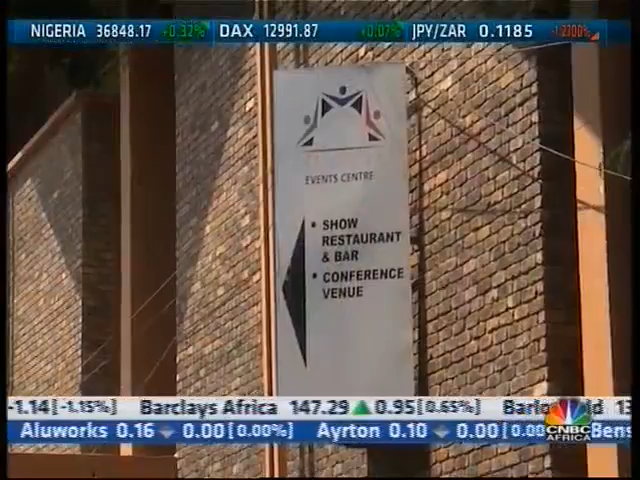 NIGERIA 36848.17 +0.32% DAX 12991.87 +0.07% JPY/ZAR 0.1185
EVENTS CENTRE
• SHOW
RESTAURANT
& BAR
• CONFERENCE
VENUE
-1.14[-1.15%] Barclays Africa 147.29 0.95[0.65%]
Aluworks 0.16 0.00[0.00%] Ayrton 0.10 0.00[0.00
CNBC
AFRICA